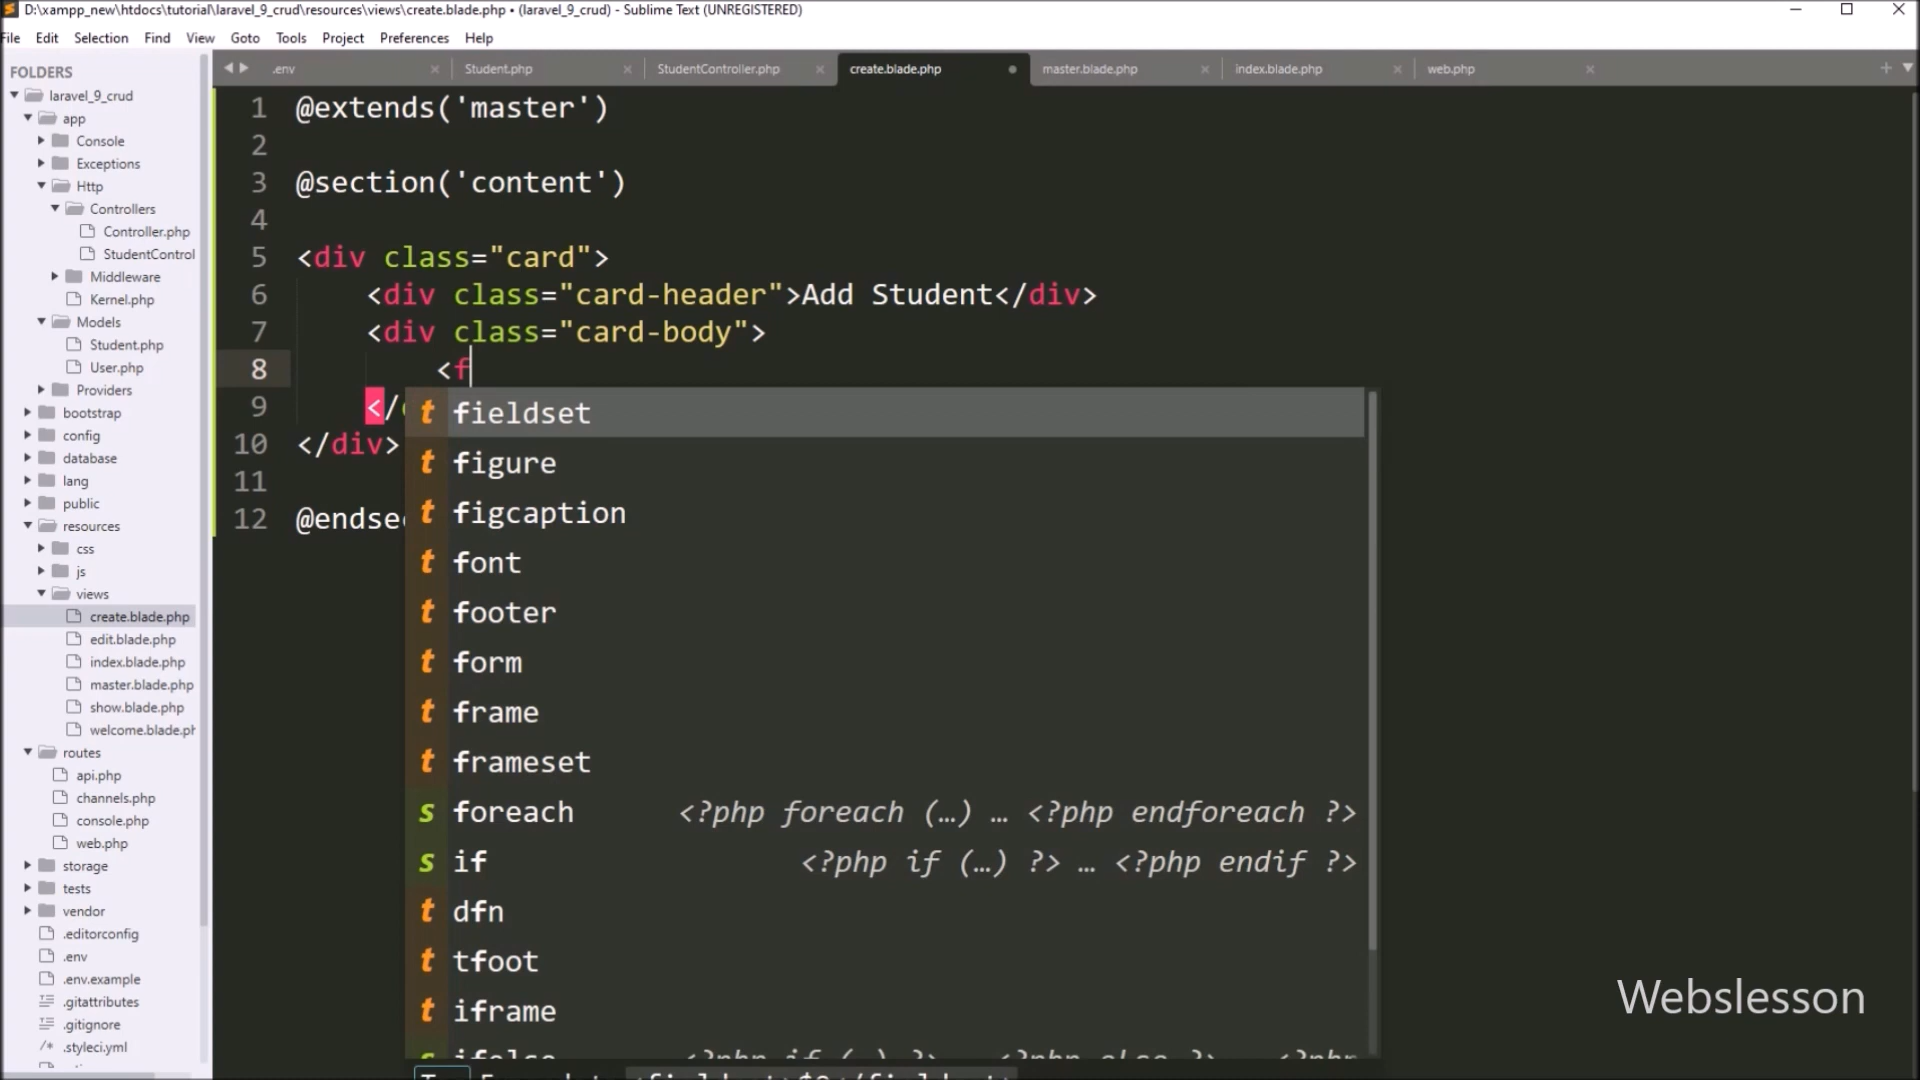 D:\xampp_new\htdocs\tutorial\laravel_9_crud\resources\views\create.blade.php • (laravel_9_crud) - Sublime Text (UNREGISTERED)
File Edit Selection Find View Goto Tools Project Preferences Help
FOLDERS
laravel_9_crud
app
Console
Exceptions
Http
Controllers
Controller.php
StudentControl
Middleware
Kernel.php
Models
Student.php
User.php
Providers
bootstrap
config
database
lang
public
resources
css
js
views
create.blade.php
edit.blade.php
index.blade.php
master.blade.php
show.blade.php
welcome.blade.ph
routes
api.php
channels.php
console.php
web.php
storage
tests
vendor
.editorconfig
.env
.env.example
.gitattributes
.gitignore
.styleci.yml
.env Student.php StudentController.php create.blade.php master.blade.php index.blade.php web.php
1 @extends('master')
2
3 @section('content')
4
5 <div class="card">
6 <div class="card-header">Add Student</div>
7 <div class="card-body">
8 <f
9 </
10 </div>
11
12 @endsec
t fieldset
t figure
t figcaption
t font
t footer
t form
t frame
t frameset
s foreach <?php foreach (…) … <?php endforeach ?>
s if <?php if (…) ?> … <?php endif ?>
t dfn
t tfoot
t iframe
Webslesson